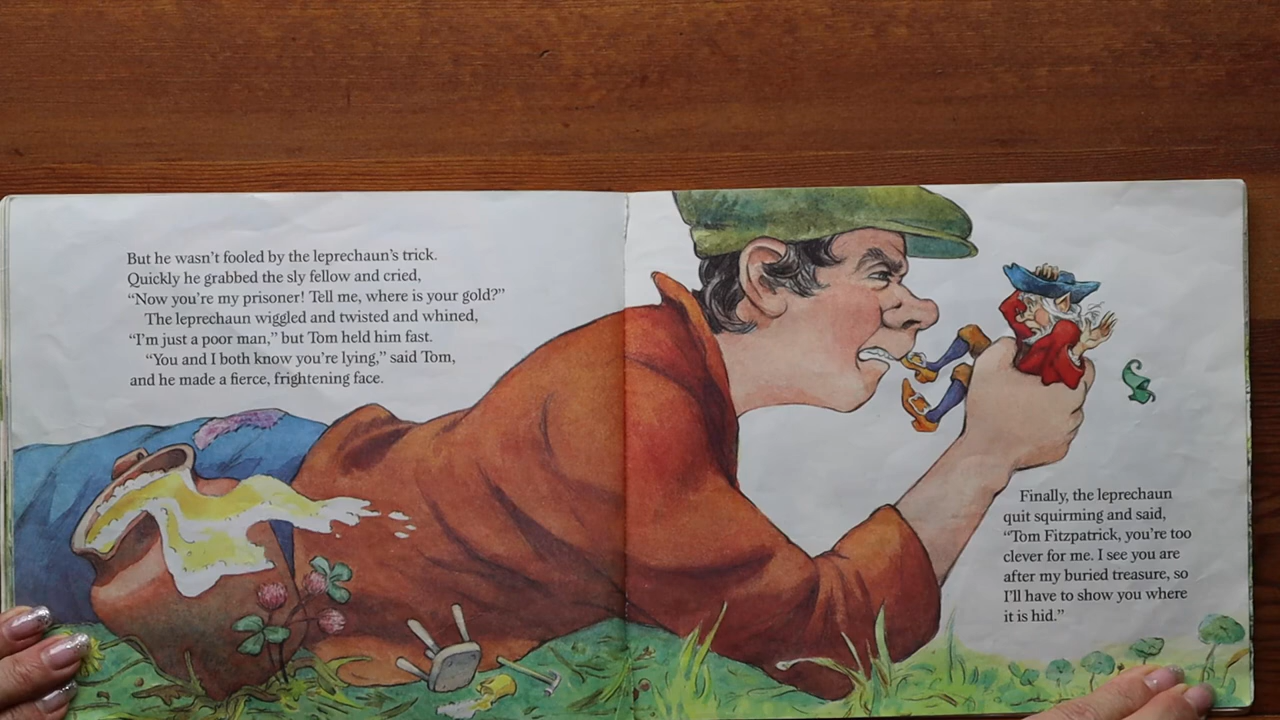 But he wasn't fooled by the leprechaun's trick.
Quickly he grabbed the sly fellow and cried,
“Now you're my prisoner! Tell me, where is your gold?”
The leprechaun wiggled and twisted and whined,
“I'm just a poor man,” but Tom held him fast.
“You and I both know you're lying,” said Tom,
and he made a fierce, frightening face.
Finally, the leprechaun
quit squirming and said,
“Tom Fitzpatrick, you're too
clever for me. I see you are
after my buried treasure, so
I'll have to show you where
it is hid.”